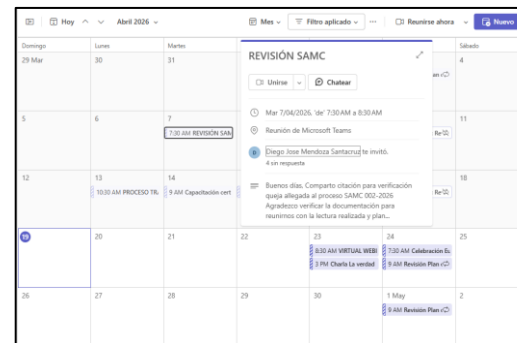 Hoy
Abril 2026
Mes
Filtro aplicado
Reunirse ahora
Nuevo
Domingo
Lunes
Martes
Sábado
29 Mar
30
31
4
REVISIÓN SAMC
Unirse
Chatear
Mar 7/04/2026, 'de' 7:30 AM a 8:30 AM
Reunión de Microsoft Teams
Diego Jose Mendoza Santacruz te invitó.
4 sin respuesta
Buenos días, Comparto citación para verificación
queja allegada al proceso SAMC 002-2026
Agradezco verificar la documentación para
reunirnos con la lectura realizada y plan...
5
6
7
7:30 AM REVISIÓN SAM
Re
11
12
13
10:30 AM PROCESO TR
14
9 AM Capacitación cert
Re
18
19
20
21
22
23
8:30 AM VIRTUAL WEBI
3 PM Charla La verdad
24
7:30 AM Celebración Eu
9 AM Revisión Plan
25
26
27
28
29
30
1 May
9 AM Revisión Plan
2